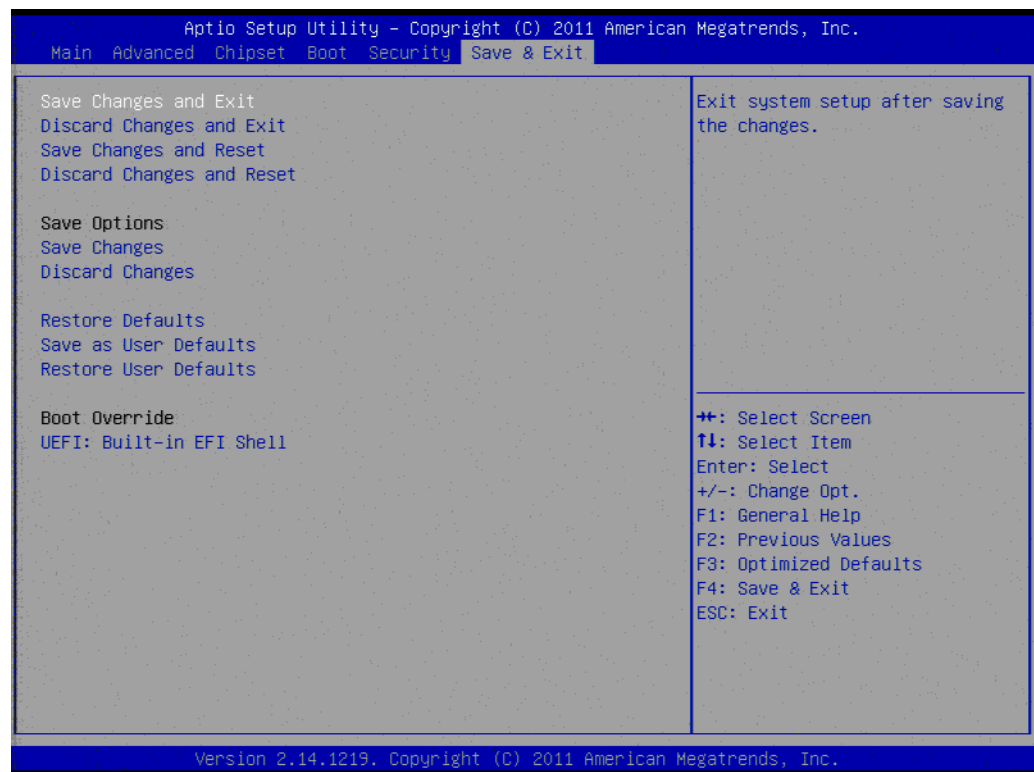 Aptio Setup Utility – Copyright (C) 2011 American Megatrends, Inc.
Main Advanced Chipset Boot Security Save & Exit
Save Changes and Exit
Discard Changes and Exit
Save Changes and Reset
Discard Changes and Reset
Save Options
Save Changes
Discard Changes
Restore Defaults
Save as User Defaults
Restore User Defaults
Boot Override
UEFI: Built-in EFI Shell
Exit system setup after saving
the changes.
→←: Select Screen
↑↓: Select Item
Enter: Select
+/-: Change Opt.
F1: General Help
F2: Previous Values
F3: Optimized Defaults
F4: Save & Exit
ESC: Exit
Version 2.14.1219. Copyright (C) 2011 American Megatrends, Inc.